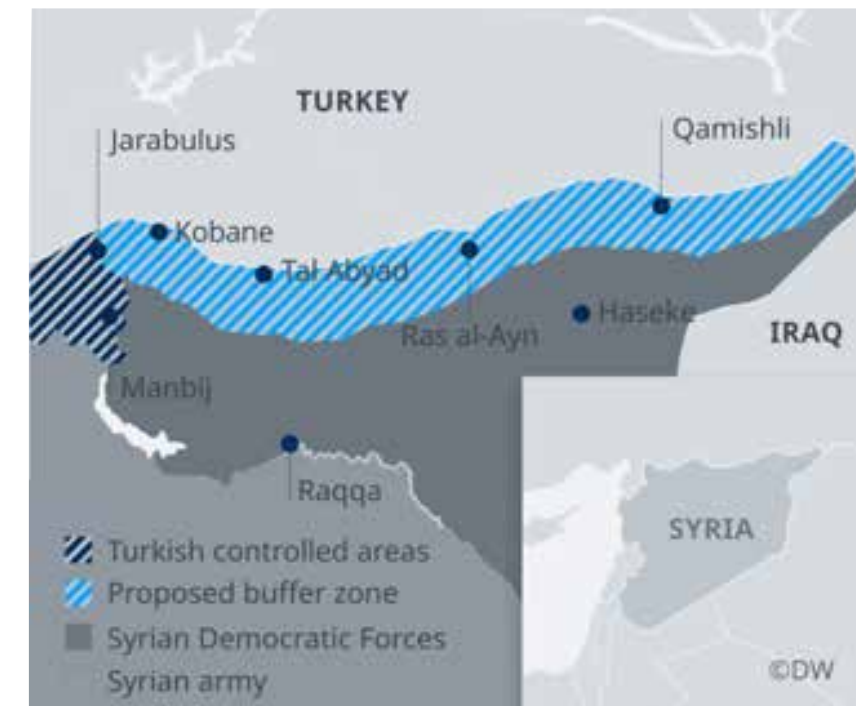 TURKEY
Jarabulus
Qamishli
Kobane
Tal Abyad
Ras al-Ayn
Haseke
IRAQ
Manbij
Raqqa
SYRIA
Turkish controlled areas
Proposed buffer zone
Syrian Democratic Forces
Syrian army
©DW